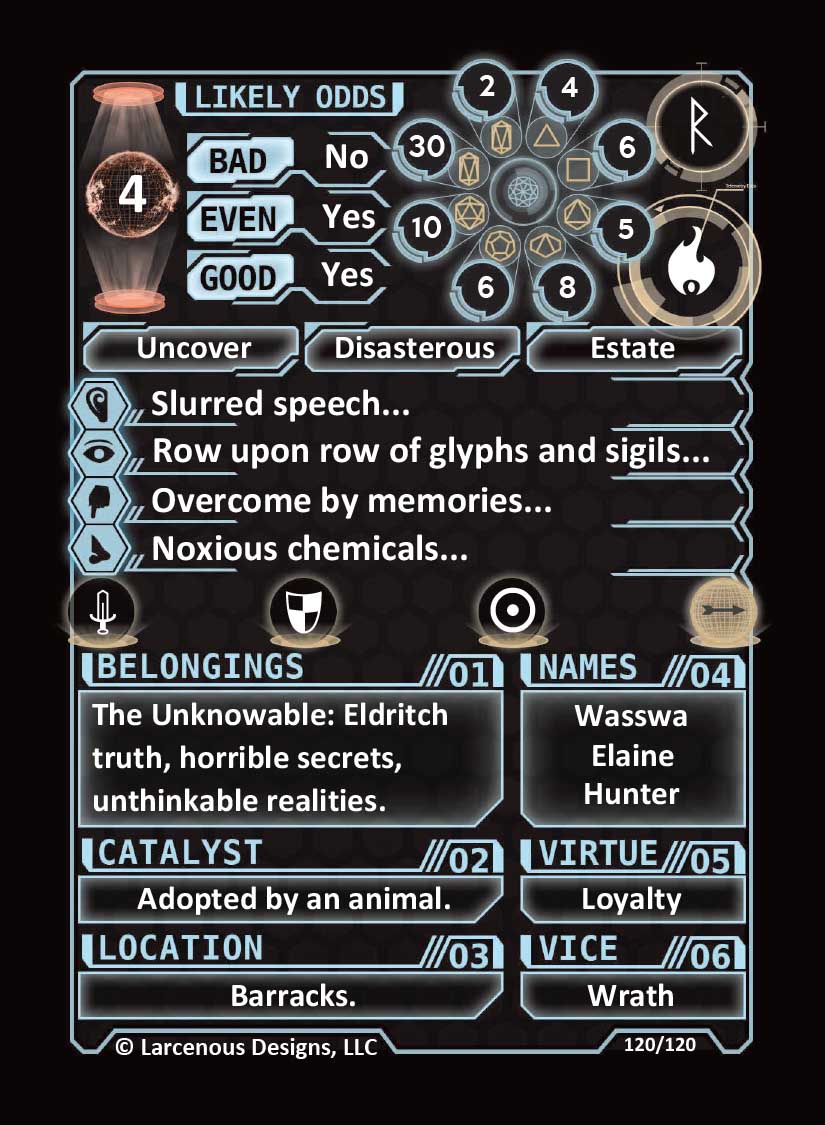 LIKELY ODDS
4
BAD No
EVEN Yes
GOOD Yes
2
4
30
6
10
5
6
8
ᚱ
Uncover Disasterous Estate
Slurred speech...
Row upon row of glyphs and sigils...
Overcome by memories...
Noxious chemicals...
BELONGINGS ///01
The Unknowable: Eldritch
truth, horrible secrets,
unthinkable realities.
NAMES ///04
Wasswa
Elaine
Hunter
CATALYST ///02
Adopted by an animal.
VIRTUE ///05
Loyalty
LOCATION ///03
Barracks.
VICE ///06
Wrath
© Larcenous Designs, LLC
120/120